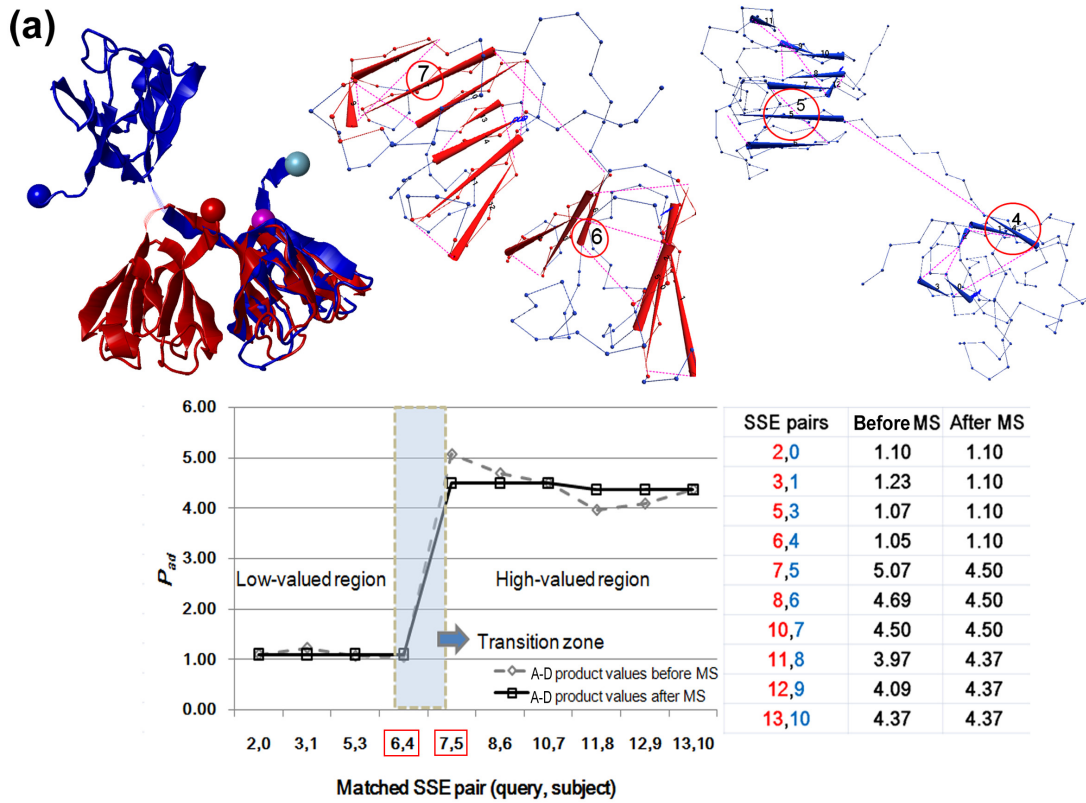 (a)
7
6
5
4
6.00
5.00
4.00
3.00
2.00
1.00
0.00
P ad
Low-valued region
High-valued region
Transition zone
A-D product values before MS
A-D product values after MS
2,0 3,1 5,3 6,4 7,5 8,6 10,7 11,8 12,9 13,10
Matched SSE pair (query, subject)
SSE pairs Before MS After MS
2,0 1.10 1.10
3,1 1.23 1.10
5,3 1.07 1.10
6,4 1.05 1.10
7,5 5.07 4.50
8,6 4.69 4.50
10,7 4.50 4.50
11,8 3.97 4.37
12,9 4.09 4.37
13,10 4.37 4.37